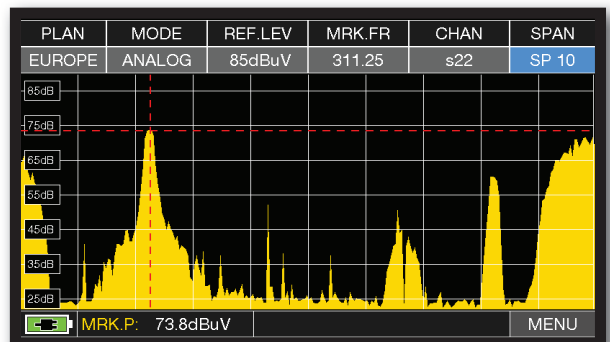 PLAN MODE REF.LEV MRK.FR CHAN SPAN
EUROPE ANALOG 85dBuV 311.25 s22 SP 10
85dB
75dB
65dB
55dB
45dB
35dB
25dB
MRK.P: 73.8dBuV MENU